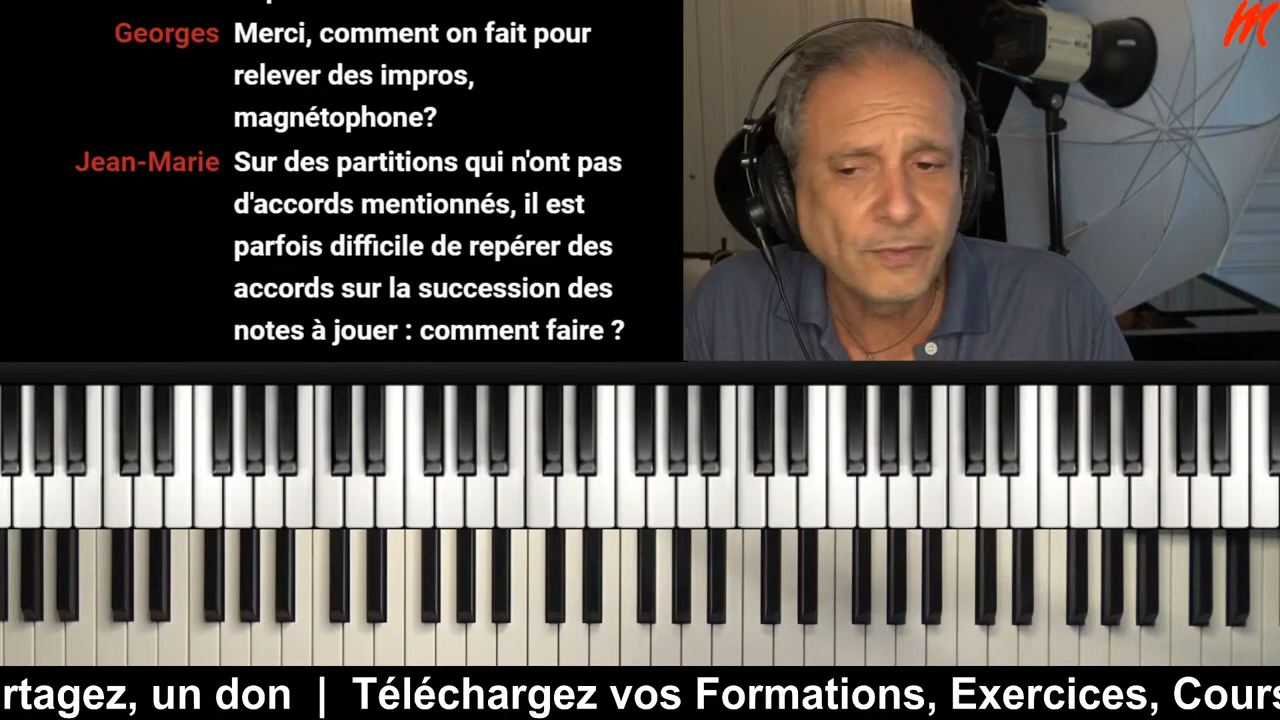 Georges Merci, comment on fait pour
relever des impros,
magnétophone?
Jean-Marie Sur des partitions qui n'ont pas
d'accords mentionnés, il est
parfois difficile de repérer des
accords sur la succession des
notes à jouer : comment faire ?
rtagez, un don | Téléchargez vos Formations, Exercices, Cours